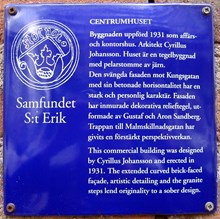 Samfundet
S:t Erik
CENTRUMHUSET
Byggnaden uppförd 1931 som affärs-
och kontorshus. Arkitekt Cyrillus
Johansson. Huset är en tegelbyggnad
med pelarstomme av järn.
Den svängda fasaden mot Kungsgatan
med sin betonade horisontalitet har en
stark och personlig karaktär. Fasaden
har inmurade dekorativa relieftegel, ut-
formade av Gustaf och Aron Sandberg.
Trappan till Malmskillnadsgatan har
givits en förstärkt perspektivverkan.
This commercial building was designed
by Cyrillus Johansson and erected in
1931. The extended curved brick-faced
façade, artistic detailing and the granite
steps lend originality to a sober design.